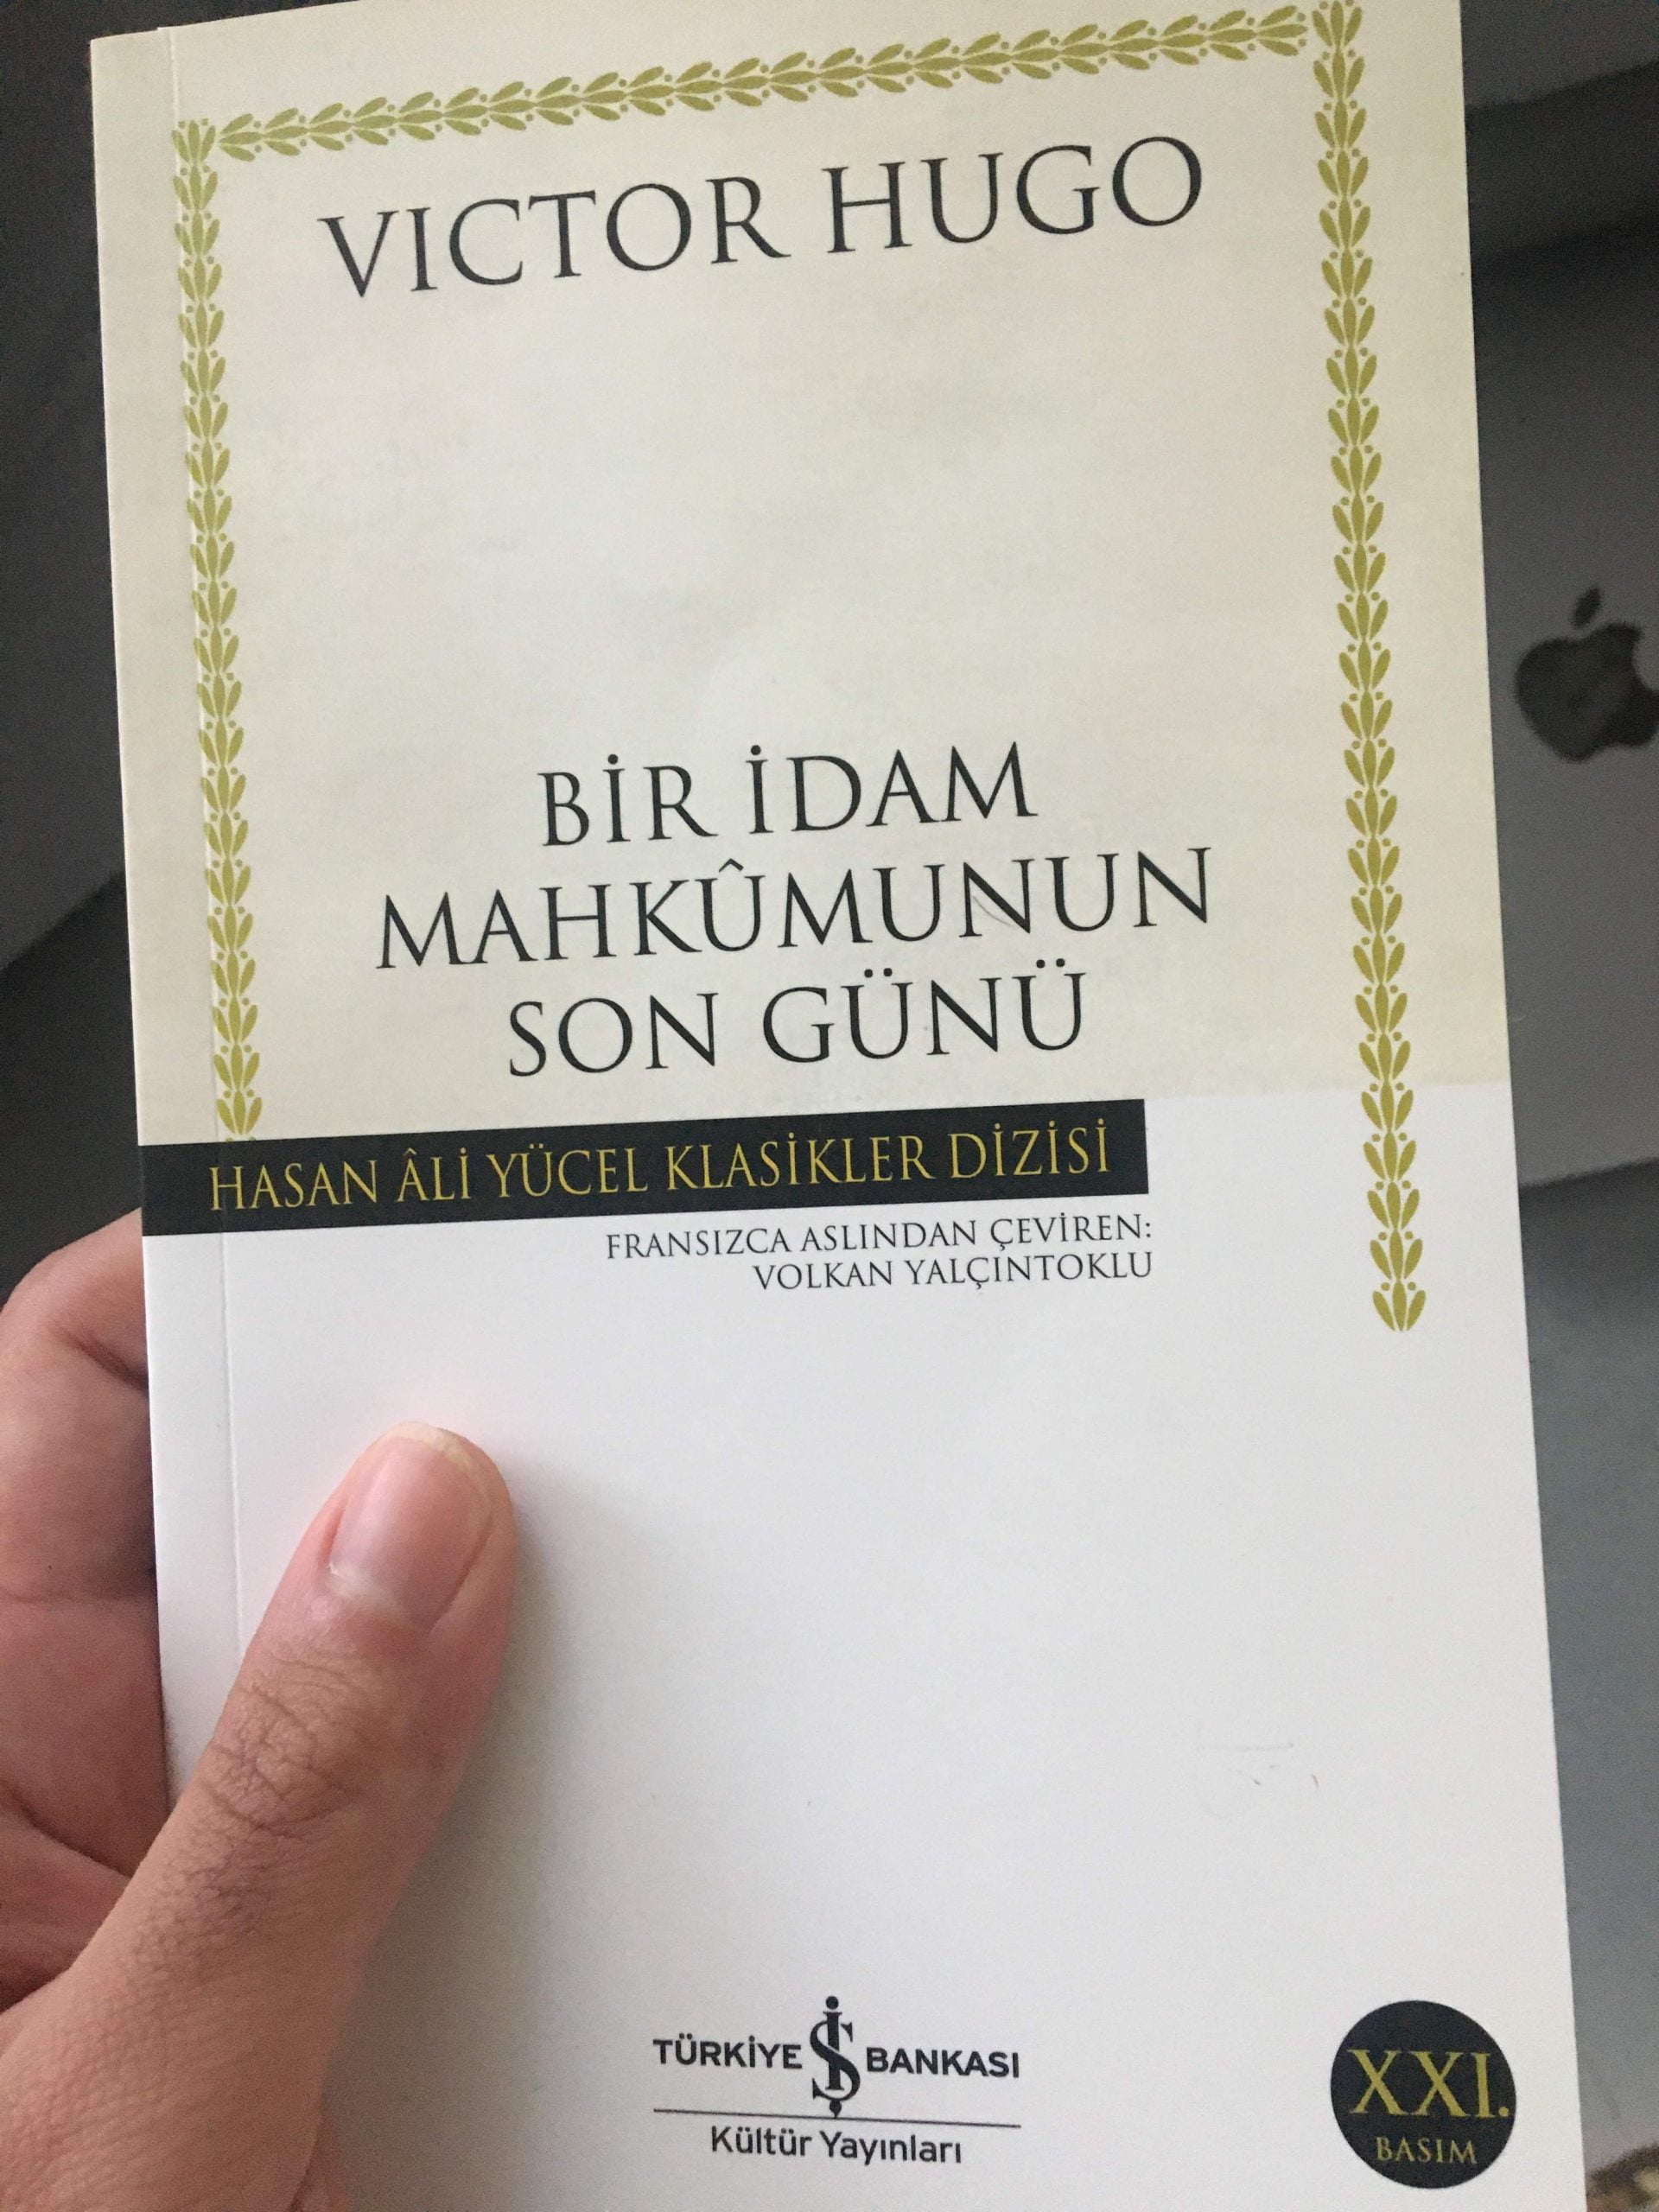 VICTOR HUGO
BİR İDAM
MAHKÛMUNUN
SON GÜNÜ
HASAN ÂLİ YÜCEL KLASİKLER DİZİSİ
FRANSIZCA ASLINDAN ÇEVİREN:
VOLKAN YALÇINTOKLU
TÜRKİYE İŞ BANKASI
Kültür Yayınları
XXI.
BASIM